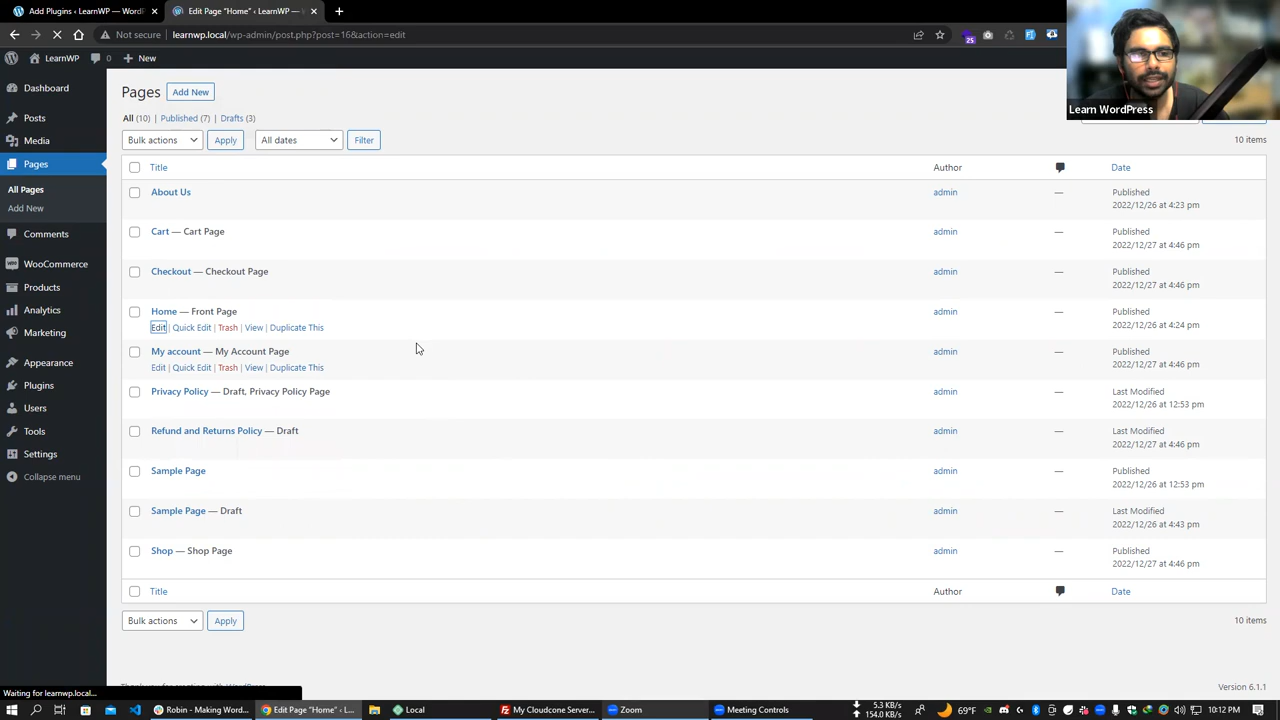 Add Plugins ‹ LearnWP — WordP
Edit Page "Home" ‹ LearnWP —
Not secure
learnwp.local/wp-admin/post.php?post=16&action=edit
25
LearnWP
0
New
Learn WordPress
Dashboard
Posts
Media
Pages
All Pages
Add New
Comments
WooCommerce
Products
Analytics
Marketing
Appearance
Plugins
Users
Tools
Settings
Collapse menu
Pages
Add New
All (10) | Published (7) | Drafts (3)
Bulk actions
Apply
All dates
Filter
10 items
Title
Author
Date
About Us
admin
—
Published
2022/12/26 at 4:23 pm
Cart — Cart Page
admin
—
Published
2022/12/27 at 4:46 pm
Checkout — Checkout Page
admin
—
Published
2022/12/27 at 4:46 pm
Home — Front Page
Edit | Quick Edit | Trash | View | Duplicate This
admin
—
Published
2022/12/26 at 4:24 pm
My account — My Account Page
Edit | Quick Edit | Trash | View | Duplicate This
admin
—
Published
2022/12/27 at 4:46 pm
Privacy Policy — Draft, Privacy Policy Page
admin
—
Last Modified
2022/12/26 at 12:53 pm
Refund and Returns Policy — Draft
admin
—
Last Modified
2022/12/27 at 4:46 pm
Sample Page
admin
—
Published
2022/12/26 at 12:53 pm
Sample Page — Draft
admin
—
Last Modified
2022/12/26 at 4:43 pm
Shop — Shop Page
admin
—
Published
2022/12/27 at 4:46 pm
Title
Author
Date
Bulk actions
Apply
10 items
Version 6.1.1
Waiting for learnwp.local...
Robin - Making Word...
Edit Page "Home" ‹ L...
Local
My Cloudcone Server...
Zoom
Meeting Controls
5.3 KB/s
154.0 KB/s
69°F
10:12 PM